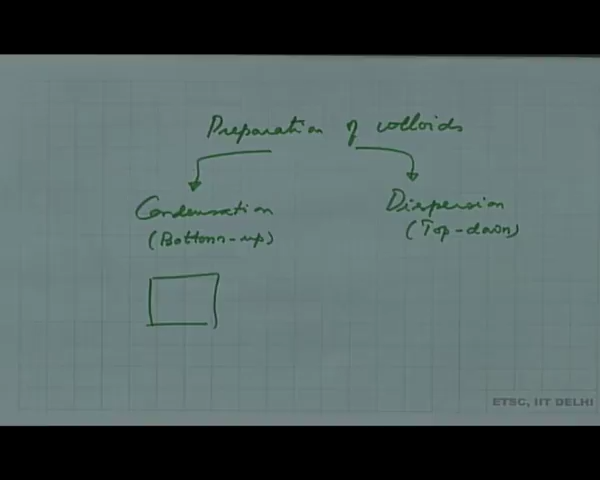 Preparation of colloids
Condensation
Dispersion
(Bottom-up)
(Top-down)
ETSC, IIT DELHI